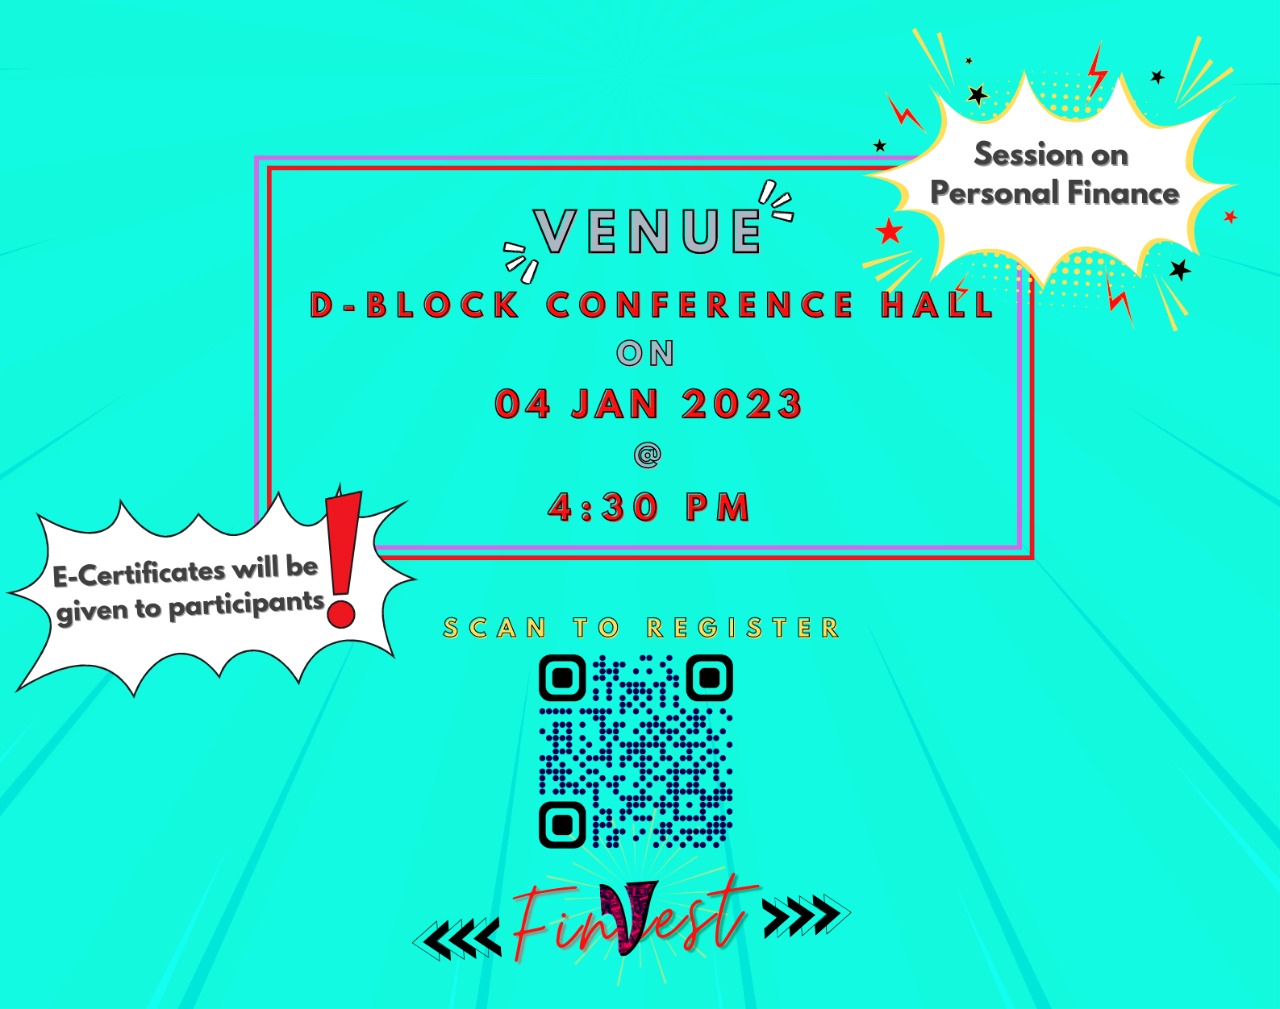 Session on
Personal Finance
VENUE
D-BLOCK CONFERENCE HALL
ON
04 JAN 2023
@
4:30 PM
E-Certificates will be
given to participants!
SCAN TO REGISTER
FinVest